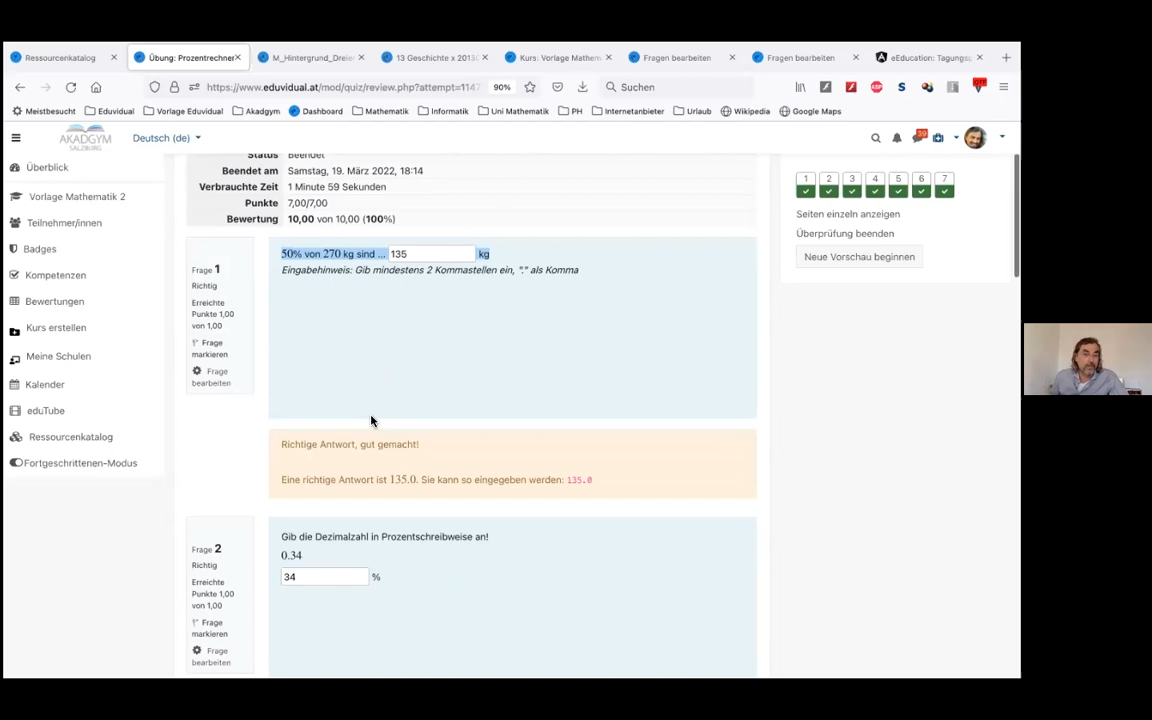 Ressourcenkatalog
Übung: Prozentrechner
M_Hintergrund_Dreie
13 Geschichte x 2013
Kurs: Vorlage Mathem
Fragen bearbeiten
Fragen bearbeiten
eEducation: Tagungs
https://www.eduvidual.at/mod/quiz/review.php?attempt=114
90%
Suchen
ABP
S
off
Meistbesucht
Eduvidual
Vorlage Eduvidual
Akadgym
Dashboard
Mathematik
Informatik
Uni Mathematik
PH
Internetanbieter
Urlaub
Wikipedia
Google Maps
AKADGYM
SALZBURG
Deutsch (de)
Überblick
Vorlage Mathematik 2
Teilnehmer/innen
Badges
Kompetenzen
Bewertungen
Kurs erstellen
Meine Schulen
Kalender
eduTube
Ressourcenkatalog
Fortgeschrittenen-Modus
Status Beendet
Beendet am Samstag, 19. März 2022, 18:14
Verbrauchte Zeit 1 Minute 59 Sekunden
Punkte 7,00/7,00
Bewertung 10,00 von 10,00 (100%)
Frage 1
Richtig
Erreichte
Punkte 1,00
von 1,00
Frage
markieren
Frage
bearbeiten
50% von 270 kg sind ... 135 kg
Eingabehinweis: Gib mindestens 2 Kommastellen ein, "." als Komma
Richtige Antwort, gut gemacht!
Eine richtige Antwort ist 135.0. Sie kann so eingegeben werden: 135.0
Frage 2
Richtig
Erreichte
Punkte 1,00
von 1,00
Frage
markieren
Frage
bearbeiten
Gib die Dezimalzahl in Prozentschreibweise an!
0.34
34 %
1 2 3 4 5 6 7
Seiten einzeln anzeigen
Überprüfung beenden
Neue Vorschau beginnen